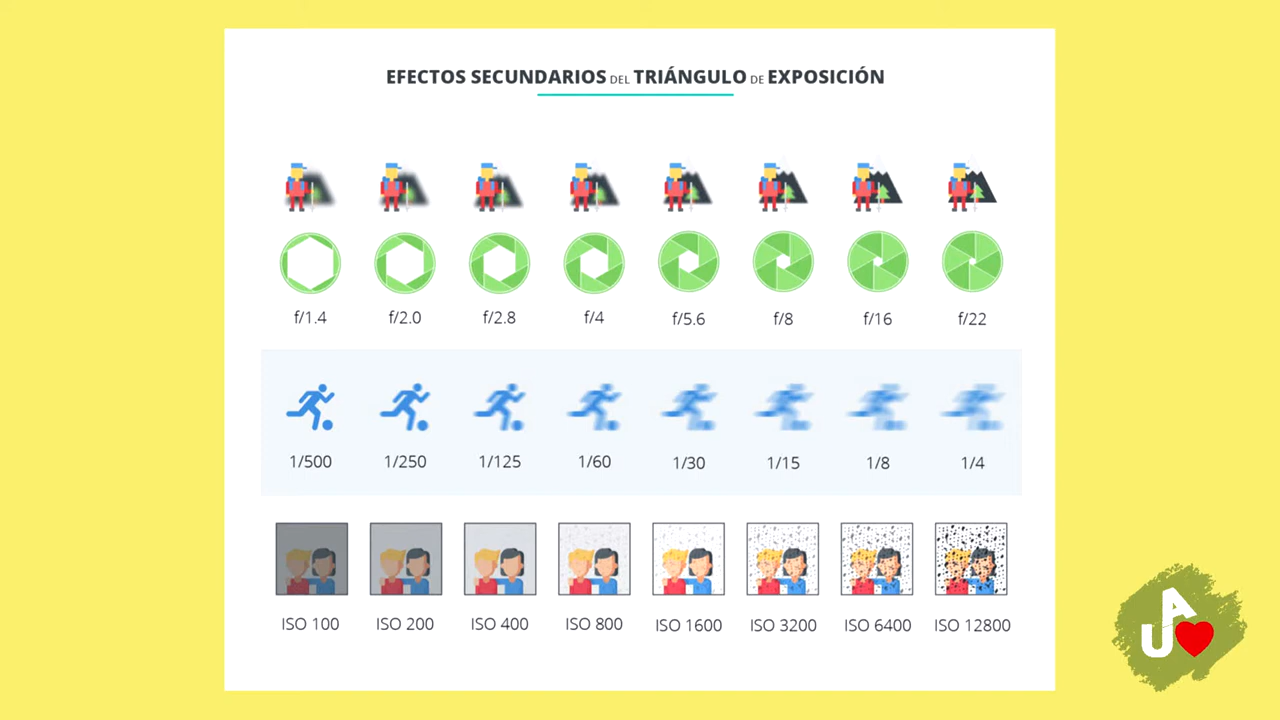 EFECTOS SECUNDARIOS DEL TRIÁNGULO DE EXPOSICIÓN
f/1.4 f/2.0 f/2.8 f/4 f/5.6 f/8 f/16 f/22
1/500 1/250 1/125 1/60 1/30 1/15 1/8 1/4
ISO 100 ISO 200 ISO 400 ISO 800 ISO 1600 ISO 3200 ISO 6400 ISO 12800
UA